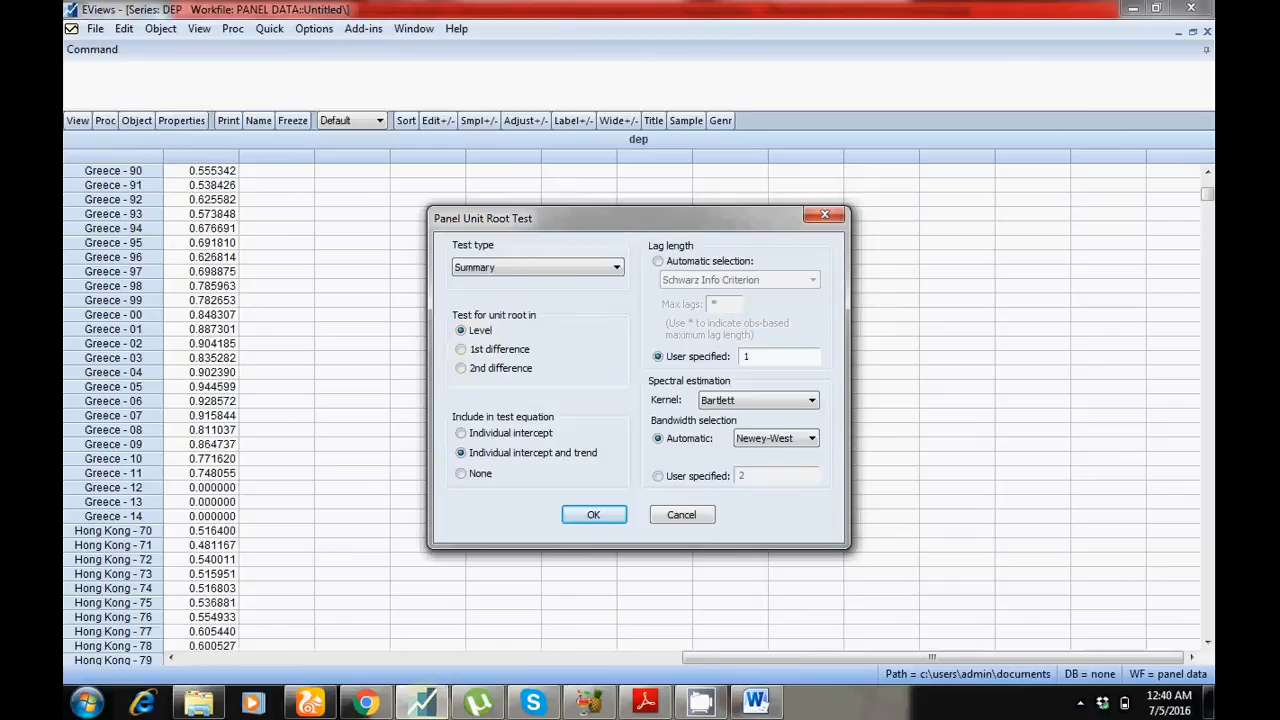 EViews - [Series: DEP   Workfile: PANEL DATA::Untitled\]
File Edit Object View Proc Quick Options Add-ins Window Help
Command
View Proc Object Properties Print Name Freeze Default Sort Edit+/- Smpl+/- Adjust+/- Label+/- Wide+/- Title Sample Genr
dep
Greece - 90 0.555342
Greece - 91 0.538426
Greece - 92 0.625582
Greece - 93 0.573848
Greece - 94 0.676691
Greece - 95 0.691810
Greece - 96 0.626814
Greece - 97 0.698875
Greece - 98 0.785963
Greece - 99 0.782653
Greece - 00 0.848307
Greece - 01 0.887301
Greece - 02 0.904185
Greece - 03 0.835282
Greece - 04 0.902390
Greece - 05 0.944599
Greece - 06 0.928572
Greece - 07 0.915844
Greece - 08 0.811037
Greece - 09 0.864737
Greece - 10 0.771620
Greece - 11 0.748055
Greece - 12 0.000000
Greece - 13 0.000000
Greece - 14 0.000000
Hong Kong - 70 0.516400
Hong Kong - 71 0.481167
Hong Kong - 72 0.540011
Hong Kong - 73 0.515951
Hong Kong - 74 0.516803
Hong Kong - 75 0.536881
Hong Kong - 76 0.554933
Hong Kong - 77 0.605440
Hong Kong - 78 0.600527
Hong Kong - 79
Panel Unit Root Test
Test type
Summary
Test for unit root in
Level
1st difference
2nd difference
Include in test equation
Individual intercept
Individual intercept and trend
None
Lag length
Automatic selection:
Schwarz Info Criterion
Max lags: *
(Use * to indicate obs-based
maximum lag length)
User specified: 1
Spectral estimation
Kernel: Bartlett
Bandwidth selection
Automatic: Newey-West
User specified: 2
OK Cancel
Path = c:\users\admin\documents DB = none WF = panel data
12:40 AM
7/5/2016